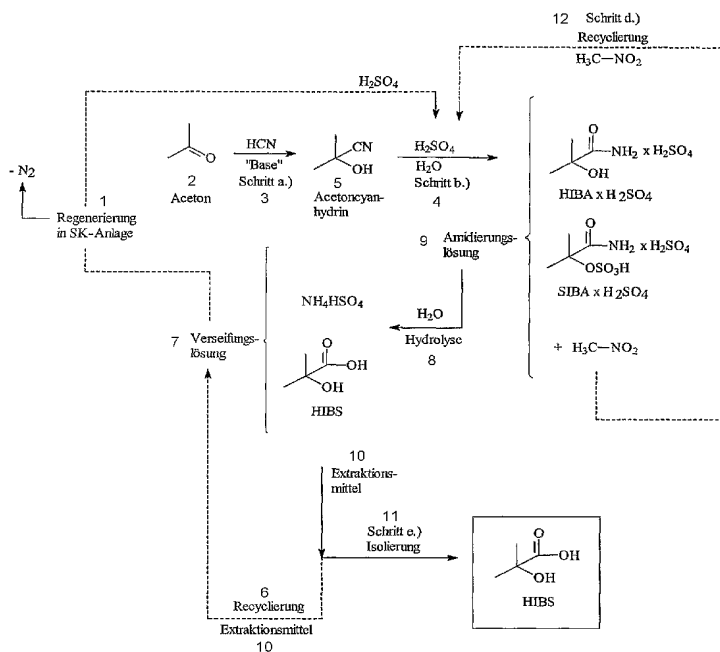 12 Schritt d.)
Recyclierung
H₃C–NO₂
H₂SO₄
O
HCN
"Base"
Schritt a.)
3
2
Aceton
CN
OH
5
Acetoncyan-
hydrin
H₂SO₄
H₂O
Schritt b.)
4
O
NH₂ x H₂SO₄
OH
HIBA x H₂SO₄
- N₂
1
Regenerierung
in SK-Anlage
9 Amidierungs-
lösung
O
NH₂ x H₂SO₄
OSO₃H
SIBA x H₂SO₄
+ H₃C–NO₂
NH₄HSO₄
H₂O
Hydrolyse
8
7 Verseifungs-
lösung
O
OH
OH
HIBS
10
Extraktions-
mittel
11
Schritt e.)
Isolierung
O
OH
OH
HIBS
6
Recyclierung
Extraktionsmittel
10